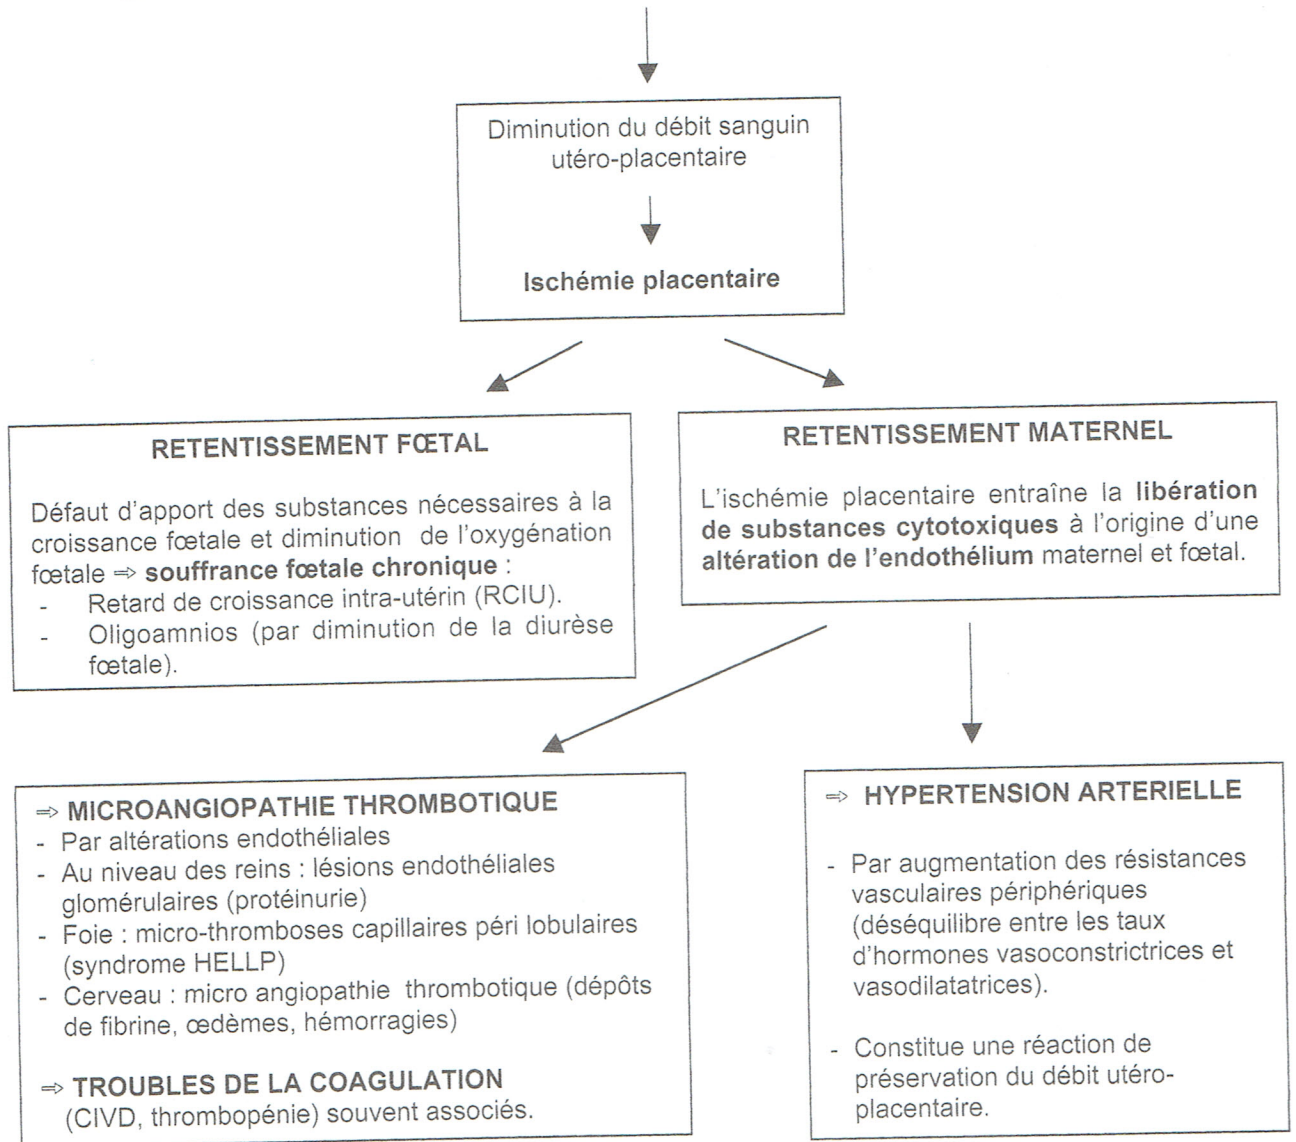 Diminution du débit sanguin
utéro-placentaire
Ischémie placentaire
RETENTISSEMENT FŒTAL
Défaut d'apport des substances nécessaires à la
croissance fœtale et diminution de l'oxygénation
fœtale ⇒ souffrance fœtale chronique :
- Retard de croissance intra-utérin (RCIU).
- Oligoamnios (par diminution de la diurèse
fœtale).
RETENTISSEMENT MATERNEL
L'ischémie placentaire entraîne la libération
de substances cytotoxiques à l'origine d'une
altération de l'endothélium maternel et fœtal.
⇒ MICROANGIOPATHIE THROMBOTIQUE
- Par altérations endothéliales
- Au niveau des reins : lésions endothéliales
glomérulaires (protéinurie)
- Foie : micro-thromboses capillaires péri lobulaires
(syndrome HELLP)
- Cerveau : micro angiopathie thrombotique (dépôts
de fibrine, œdèmes, hémorragies)
⇒ TROUBLES DE LA COAGULATION
(CIVD, thrombopénie) souvent associés.
⇒ HYPERTENSION ARTERIELLE
- Par augmentation des résistances
vasculaires périphériques
(déséquilibre entre les taux
d'hormones vasoconstrictrices et
vasodilatatrices).
- Constitue une réaction de
préservation du débit utéro-
placentaire.